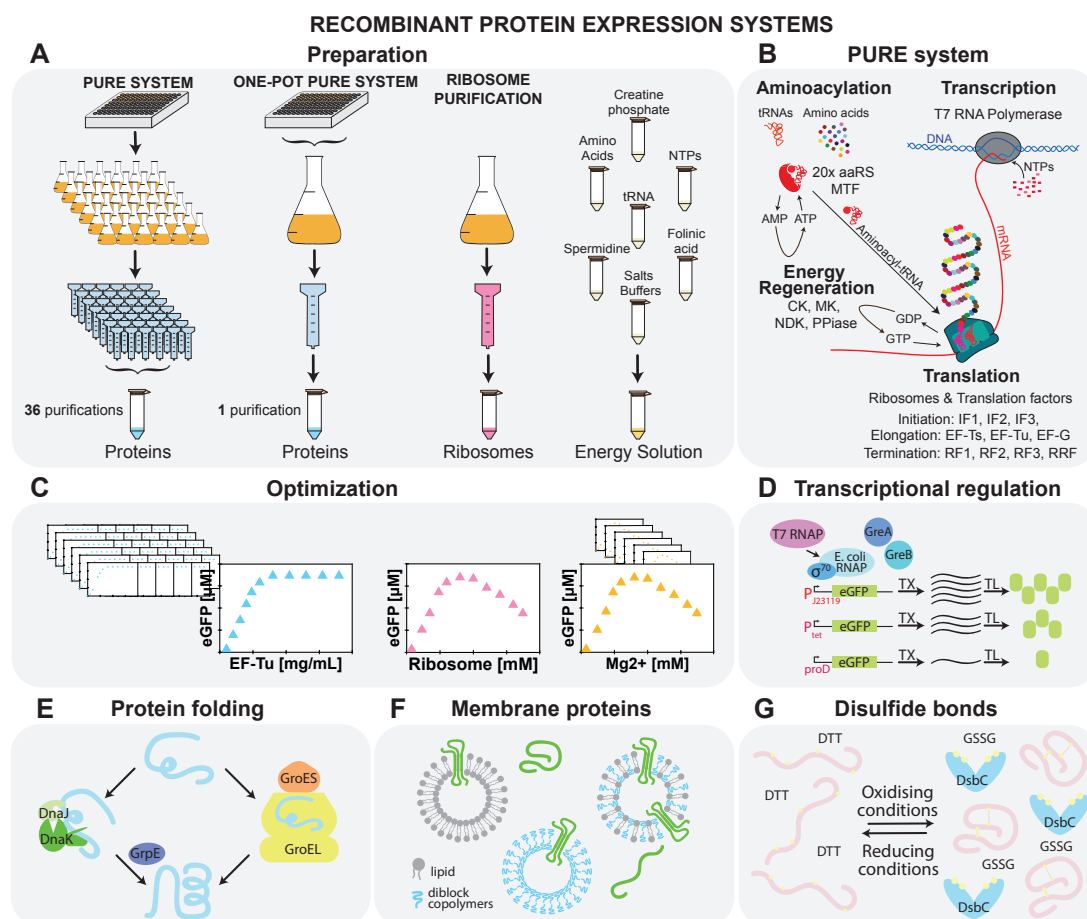 RECOMBINANT PROTEIN EXPRESSION SYSTEMS
A
Preparation
PURE SYSTEM
ONE-POT PURE SYSTEM
RIBOSOME
PURIFICATION
Creatine
phosphate
Amino
Acids
NTPs
tRNA
Spermidine
Folinic
acid
Salts
Buffers
36 purifications
1 purification
Proteins
Proteins
Ribosomes
Energy Solution
B
PURE system
Aminoacylation
Transcription
tRNAs
Amino acids
T7 RNA Polymerase
DNA
NTPs
20x aaRS
MTF
AMP
ATP
Aminoacyl-tRNA
mRNA
Energy
Regeneration
CK, MK,
NDK, PPiase
GDP
GTP
Translation
Ribosomes & Translation factors
Initiation: IF1, IF2, IF3,
Elongation: EF-Ts, EF-Tu, EF-G
Termination: RF1, RF2, RF3, RRF
C
Optimization
eGFP [µM]
EF-Tu [mg/mL]
eGFP [µM]
Ribosome [mM]
eGFP [µM]
Mg2+ [mM]
D
Transcriptional regulation
T7 RNAP
GreA
GreB
E. coli
RNAP
σ70
PJ23119
eGFP
TX
TL
Ptet
eGFP
TX
TL
proD
eGFP
TX
TL
E
Protein folding
GroES
DnaJ
DnaK
GrpE
GroEL
F
Membrane proteins
lipid
diblock
copolymers
G
Disulfide bonds
DTT
DTT
DTT
Oxidising
conditions
Reducing
conditions
GSSG
DsbC
DsbC
GSSG
GSSG
DsbC